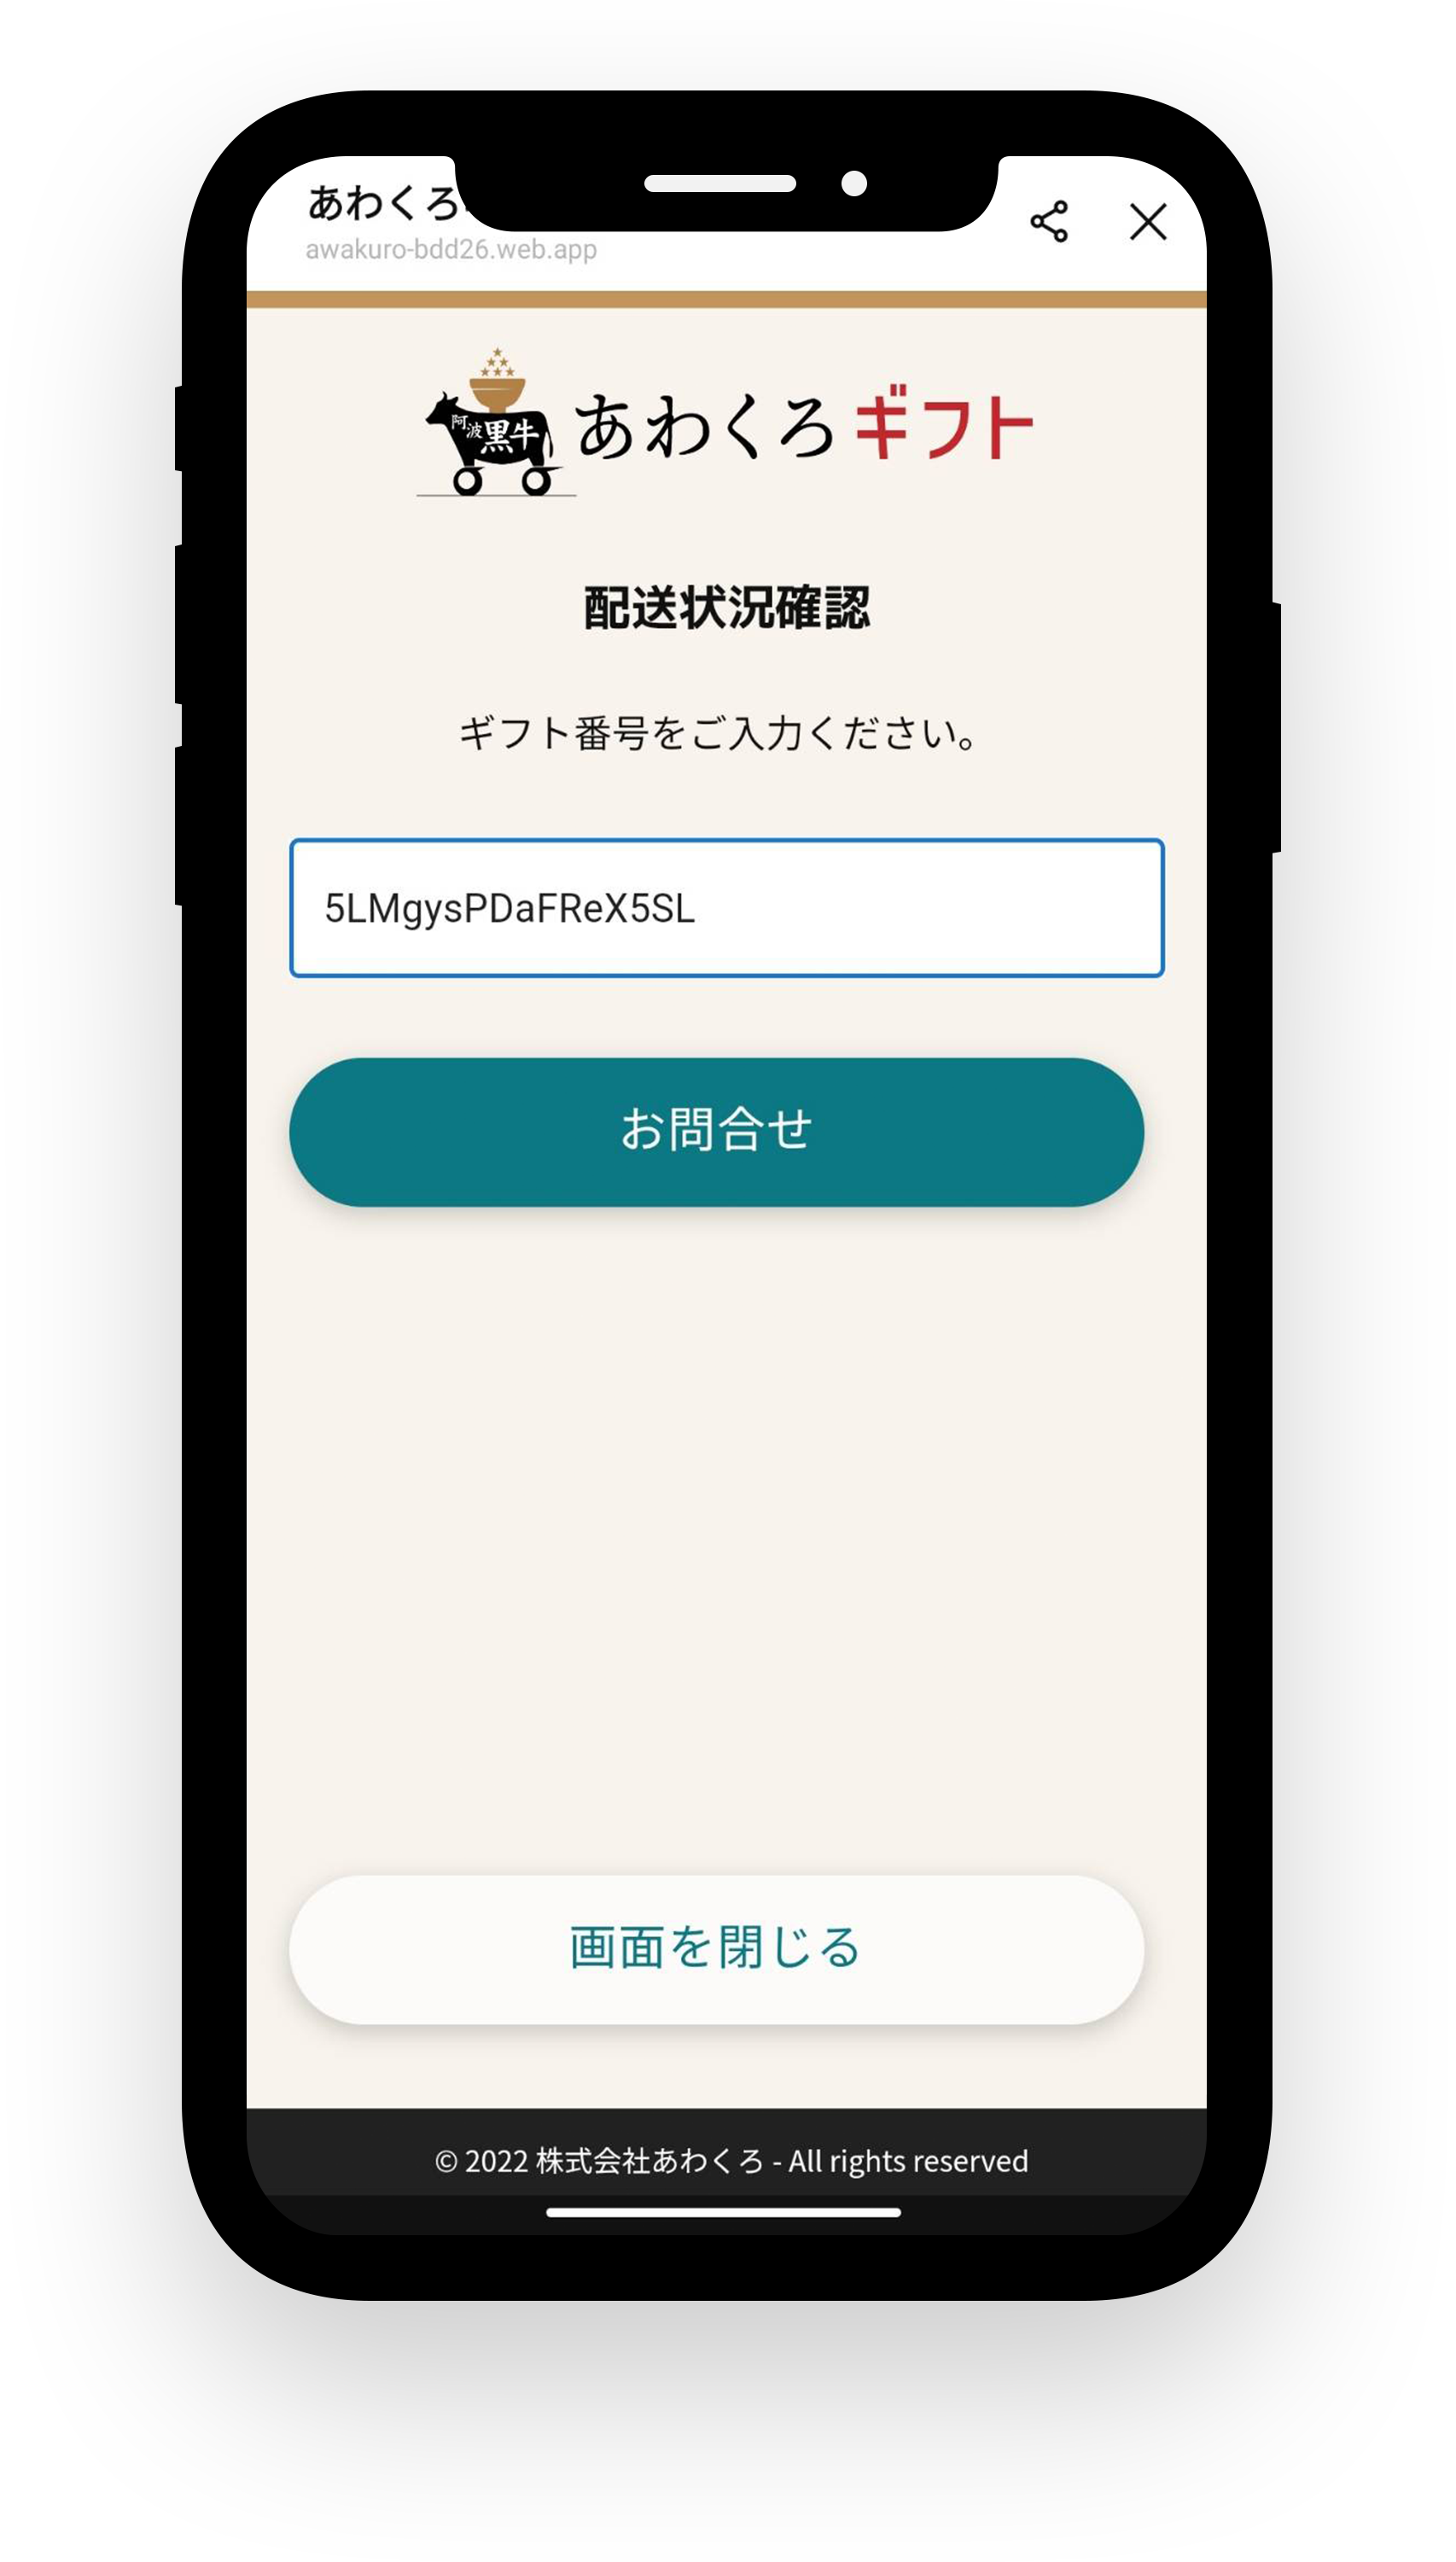 あわくろ
awakuro-bdd26.web.app
阿波黒牛
あわくろギフト
配送状況確認
ギフト番号をご入力ください。
5LMgysPDaFReX5SL
お問合せ
画面を閉じる
© 2022 株式会社あわくろ - All rights reserved